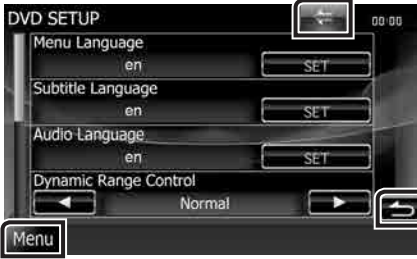 DVD SETUP 00:00
Menu Language
en SET
Subtitle Language
en SET
Audio Language
en SET
Dynamic Range Control
Normal
Menu